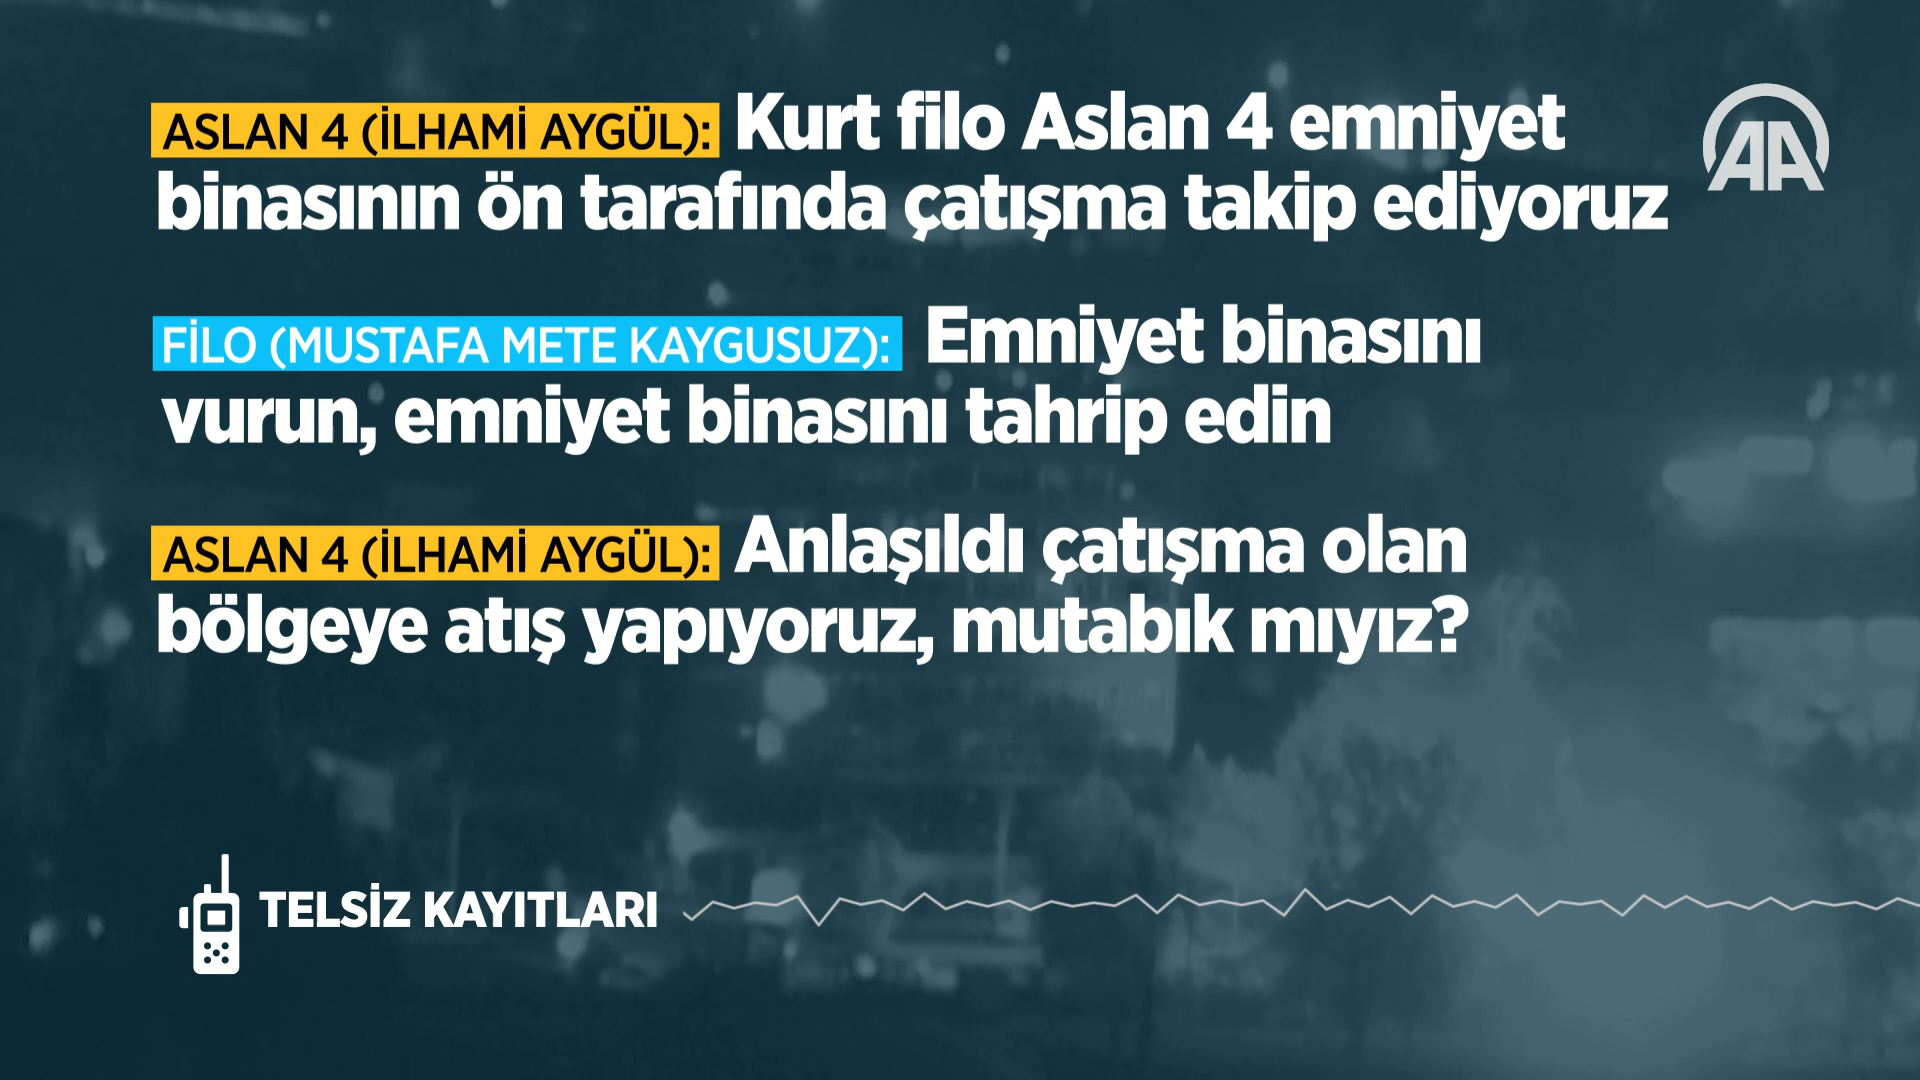 ASLAN 4 (İLHAMİ AYGÜL): Kurt filo Aslan 4 emniyet
binasının ön tarafında çatışma takip ediyoruz
AA
FİLO (MUSTAFA METE KAYGUSUZ): Emniyet binasını
vurun, emniyet binasını tahrip edin
ASLAN 4 (İLHAMİ AYGÜL): Anlaşıldı çatışma olan
bölgeye atış yapıyoruz, mutabık mıyız?
TELSİZ KAYITLARI